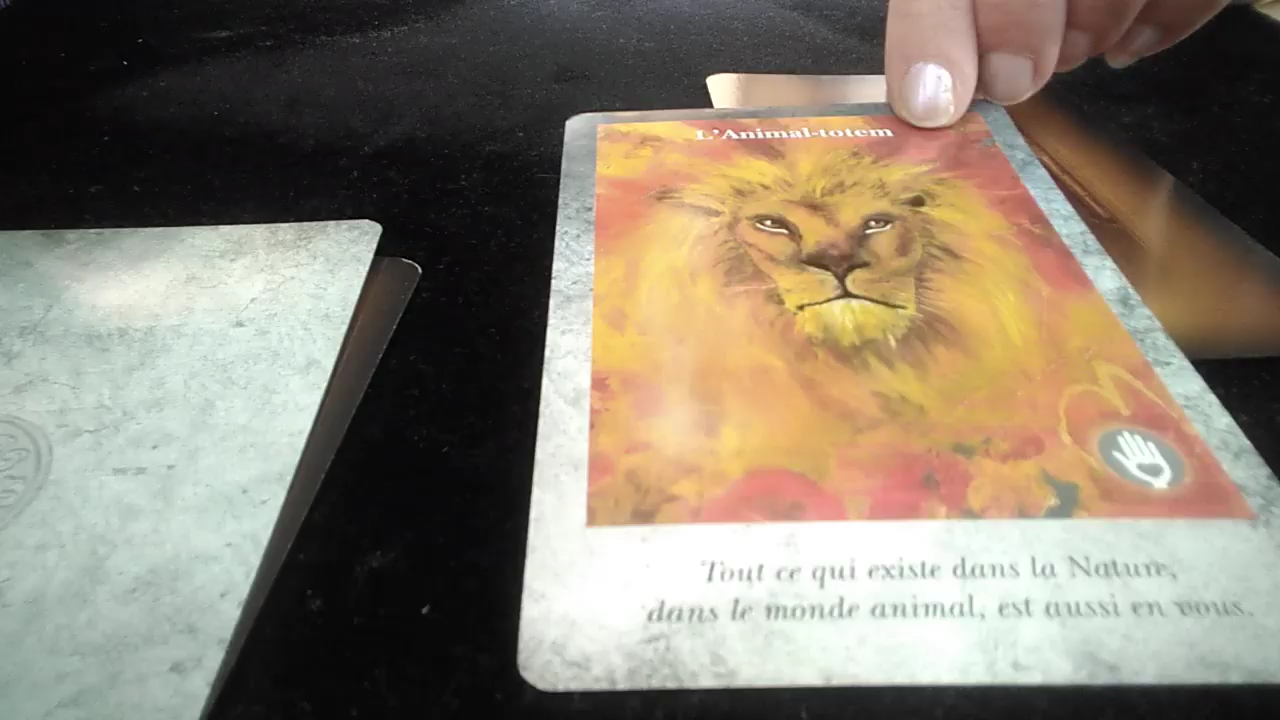 L'Animal-totem
Tout ce qui existe dans la Nature,
dans le monde animal, est aussi en vous.